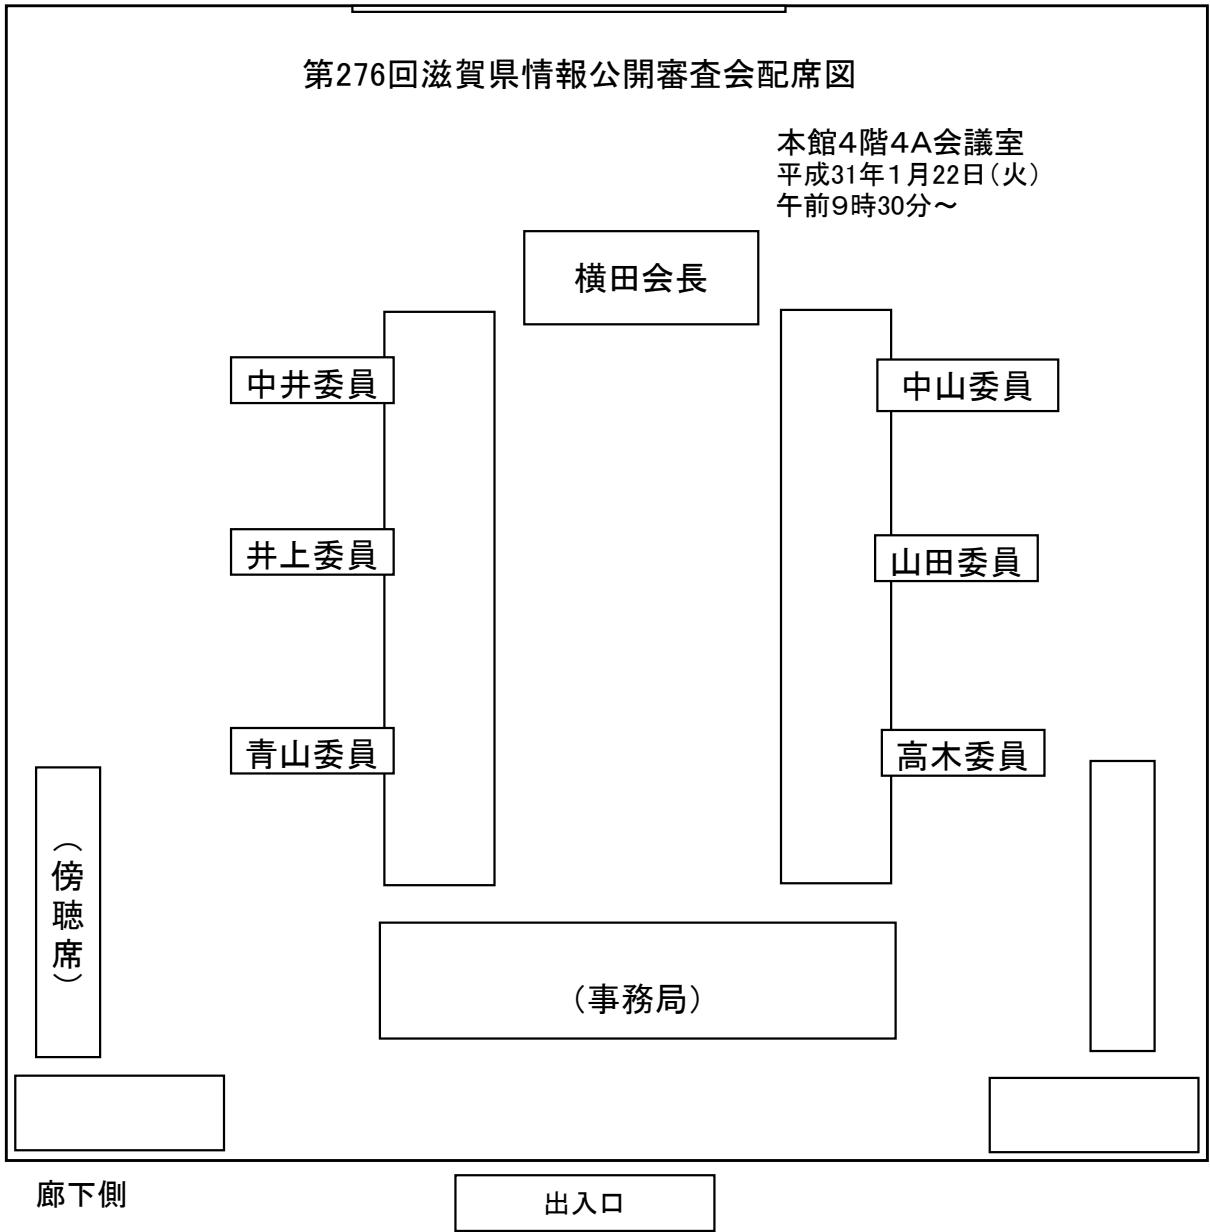 第276回滋賀県情報公開審査会配席図
本館4階4A会議室
平成31年1月22日(火)
午前9時30分～
横田会長
中井委員
中山委員
井上委員
山田委員
青山委員
高木委員
(傍聴席)
(事務局)
廊下側
出入口